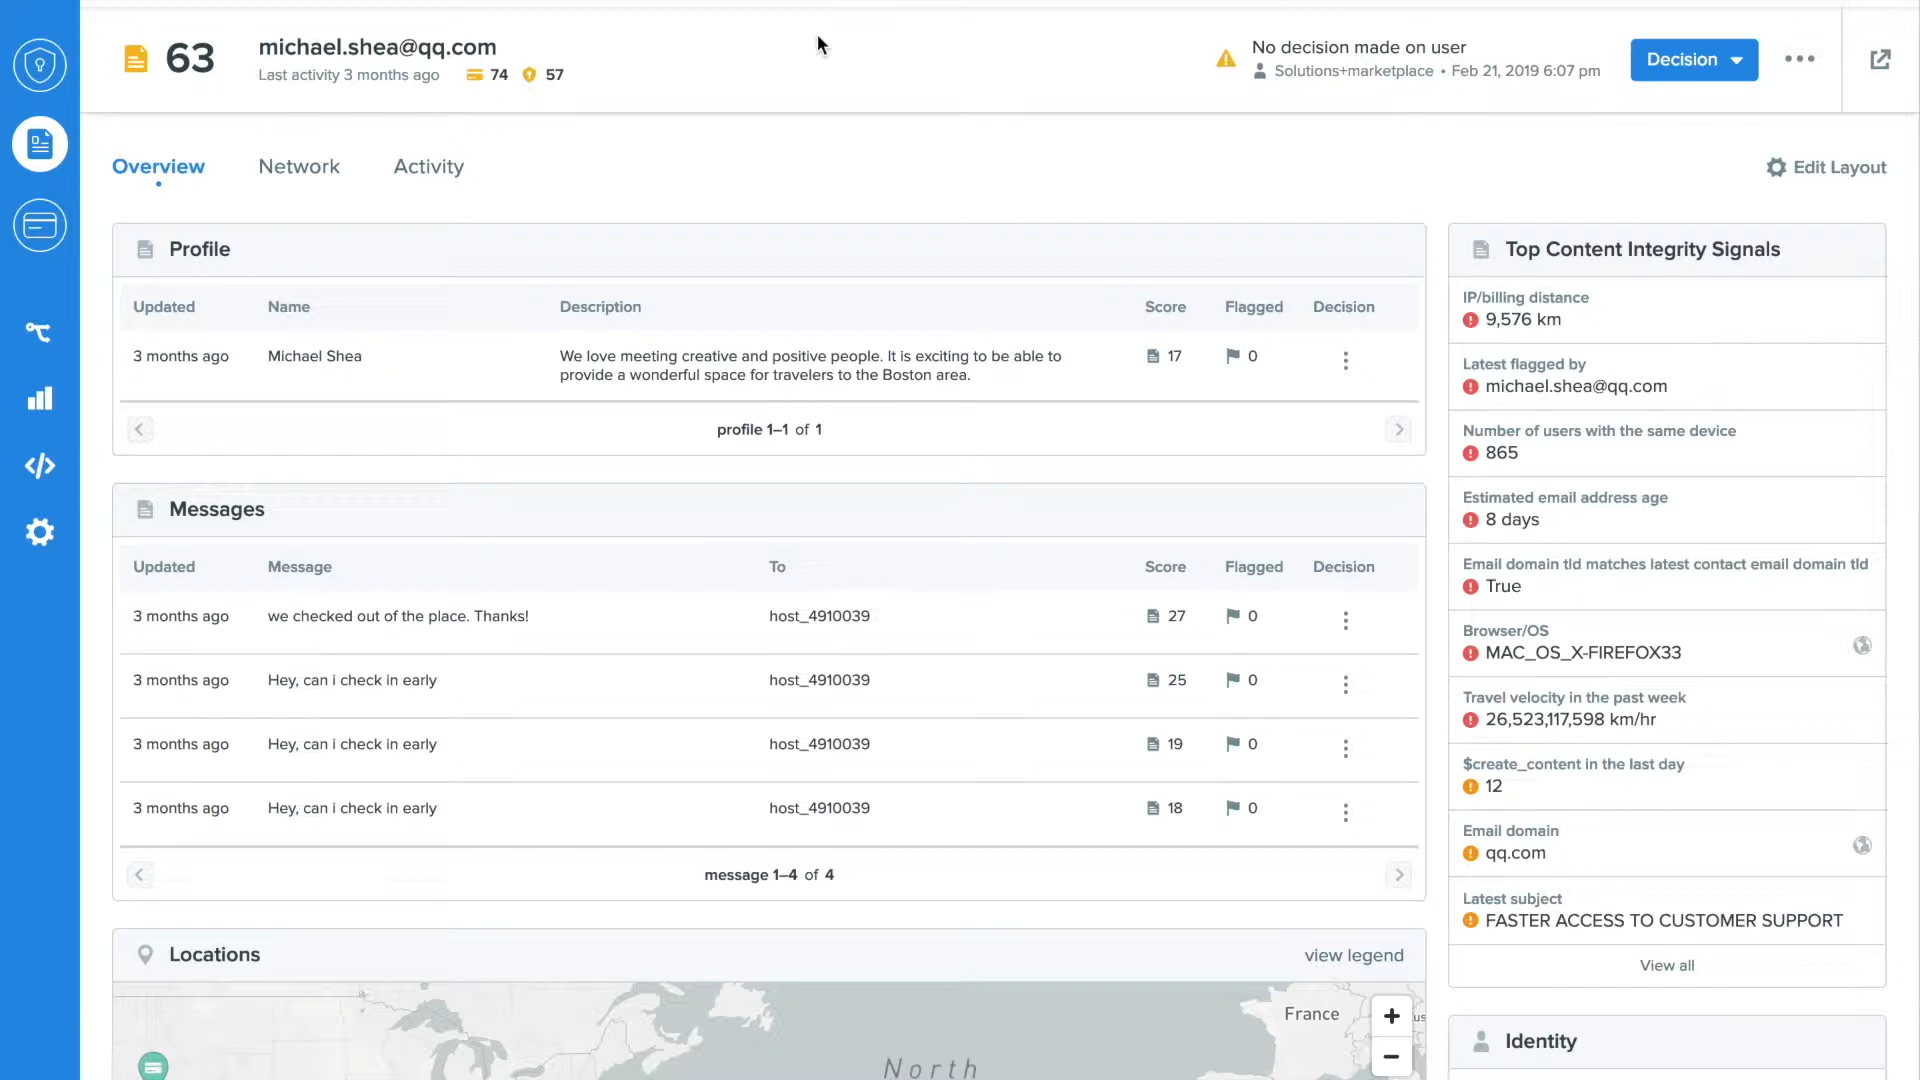 63
michael.shea@qq.com
Last activity 3 months ago 74 57
No decision made on user
Solutions+marketplace • Feb 21, 2019 6:07 pm
Decision
Overview Network Activity
Edit Layout
Profile
Updated Name Description Score Flagged Decision
3 months ago Michael Shea We love meeting creative and positive people. It is exciting to be able to 17 0
provide a wonderful space for travelers to the Boston area.
profile 1–1 of 1
Messages
Updated Message To Score Flagged Decision
3 months ago we checked out of the place. Thanks! host_4910039 27 0
3 months ago Hey, can i check in early host_4910039 25 0
3 months ago Hey, can i check in early host_4910039 19 0
3 months ago Hey, can i check in early host_4910039 18 0
message 1–4 of 4
Locations view legend
France
North
+
−
Top Content Integrity Signals
IP/billing distance
9,576 km
Latest flagged by
michael.shea@qq.com
Number of users with the same device
865
Estimated email address age
8 days
Email domain tld matches latest contact email domain tld
True
Browser/OS
MAC_OS_X-FIREFOX33
Travel velocity in the past week
26,523,117,598 km/hr
$create_content in the last day
12
Email domain
qq.com
Latest subject
FASTER ACCESS TO CUSTOMER SUPPORT
View all
Identity